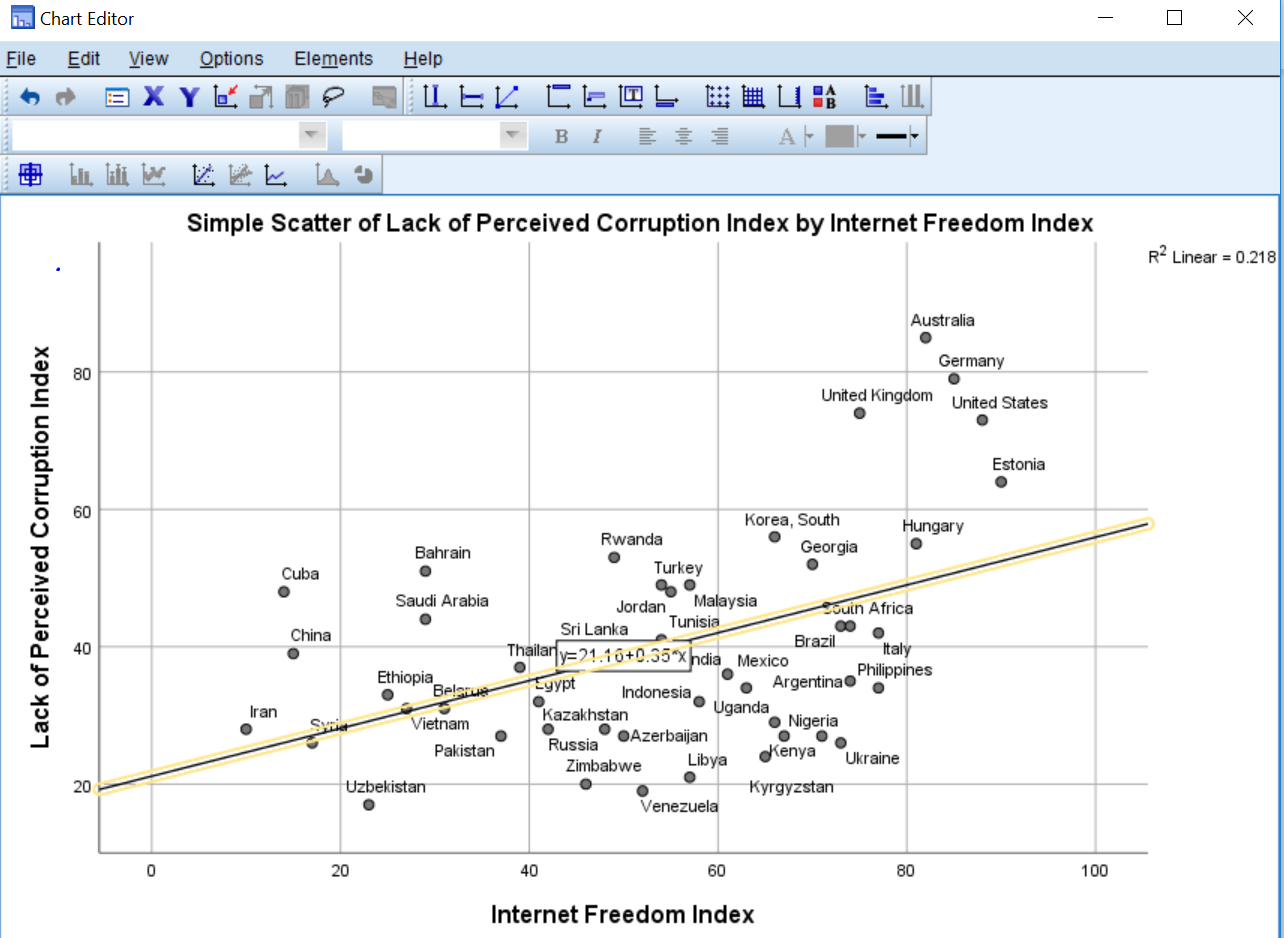 Chart Editor
File Edit View Options Elements Help
X Y T A B
B I A
Simple Scatter of Lack of Perceived Corruption Index by Internet Freedom Index
R2 Linear = 0.218
Australia
Germany
United Kingdom
United States
Estonia
Korea, South
Hungary
Georgia
Rwanda
Bahrain
Turkey
Cuba
Saudi Arabia
Jordan
Malaysia
South Africa
Tunisia
Sri Lanka
China
Brazil
Italy
Thailan
y=21.16+0.35*x
ndia
Mexico
Philippines
Ethiopia
Belarus
Egypt
Indonesia
Argentina
Iran
Syria
Vietnam
Kazakhstan
Uganda
Nigeria
Pakistan
Russia
Azerbaijan
Kenya
Ukraine
Zimbabwe
Libya
Uzbekistan
Venezuela
Kyrgyzstan
80
60
40
20
Lack of Perceived Corruption Index
0 20 40 60 80 100
Internet Freedom Index